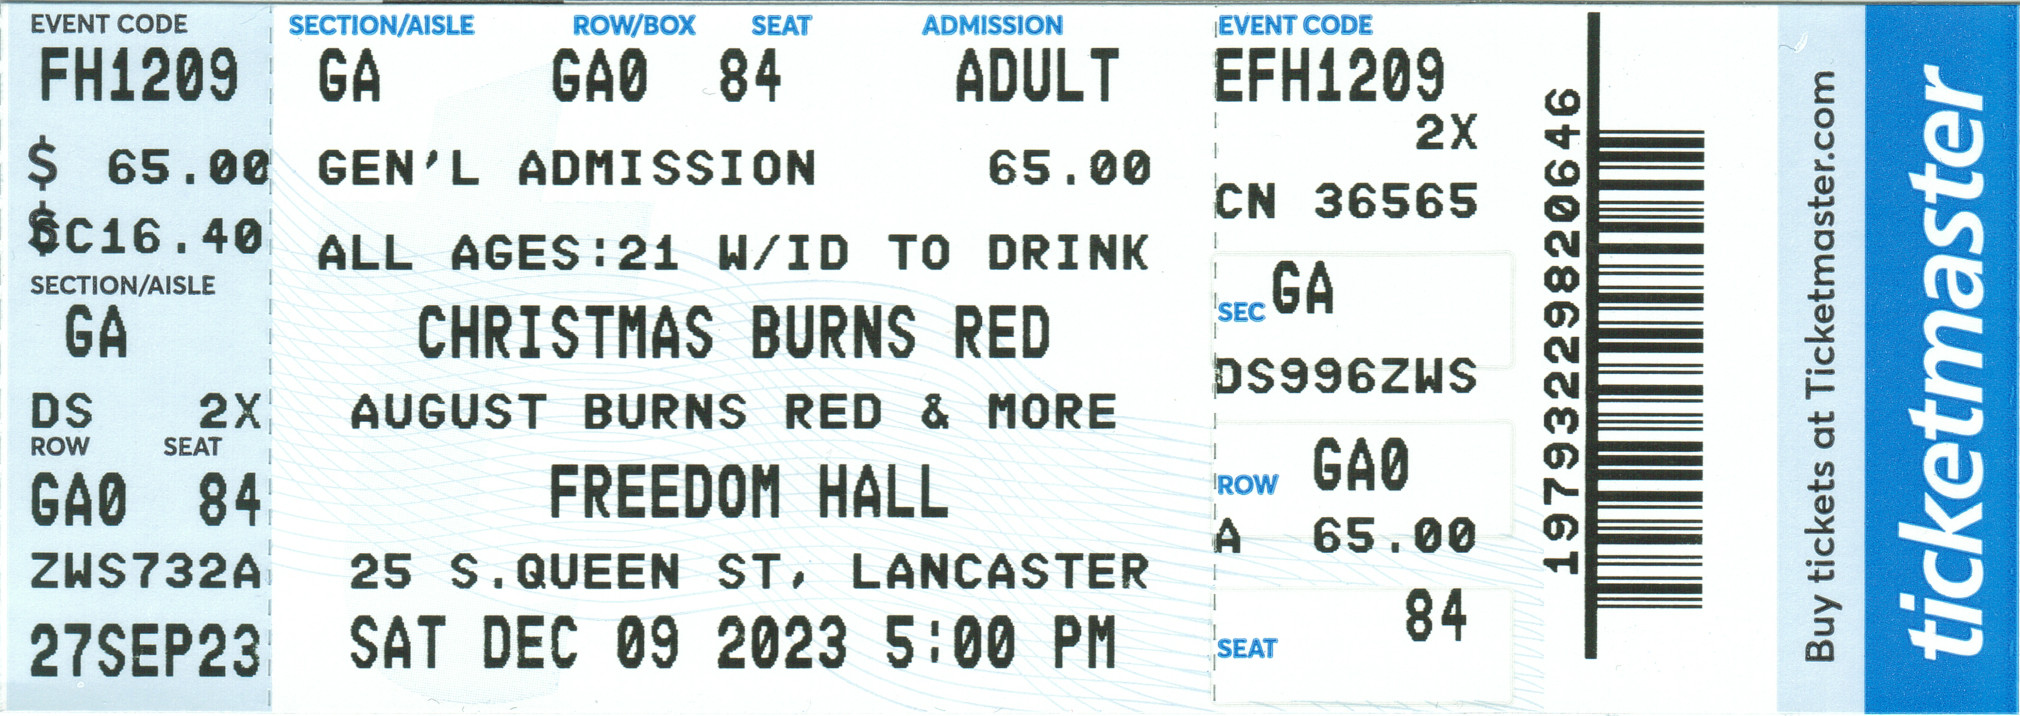 EVENT CODE
FH1209
$ 65.00
$C16.40
SECTION/AISLE
GA
DS 2X
ROW SEAT
GA0 84
ZWS732A
27SEP23
SECTION/AISLE ROW/BOX SEAT ADMISSION
GA GA0 84 ADULT
GEN'L ADMISSION 65.00
ALL AGES:21 W/ID TO DRINK
CHRISTMAS BURNS RED
AUGUST BURNS RED & MORE
FREEDOM HALL
25 S.QUEEN ST, LANCASTER
SAT DEC 09 2023 5:00 PM
EVENT CODE
EFH1209
2X
CN 36565
SEC GA
DS996ZWS
ROW GA0
A 65.00
84
SEAT
19793229820646
Buy tickets at Ticketmaster.com
ticketmaster